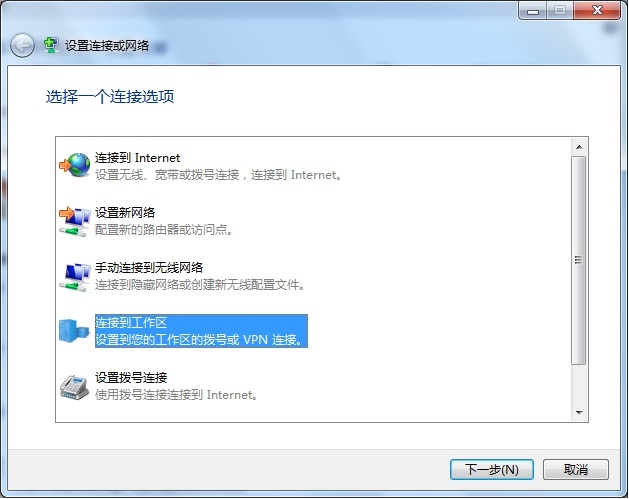 设置连接或网络
选择一个连接选项
连接到 Internet
设置无线、宽带或拨号连接，连接到 Internet。
设置新网络
配置新的路由器或访问点。
手动连接到无线网络
连接到隐藏网络或创建新无线配置文件。
连接到工作区
设置到您的工作区的拨号或 VPN 连接。
设置拨号连接
使用拨号连接连接到 Internet。
下一步(N)
取消